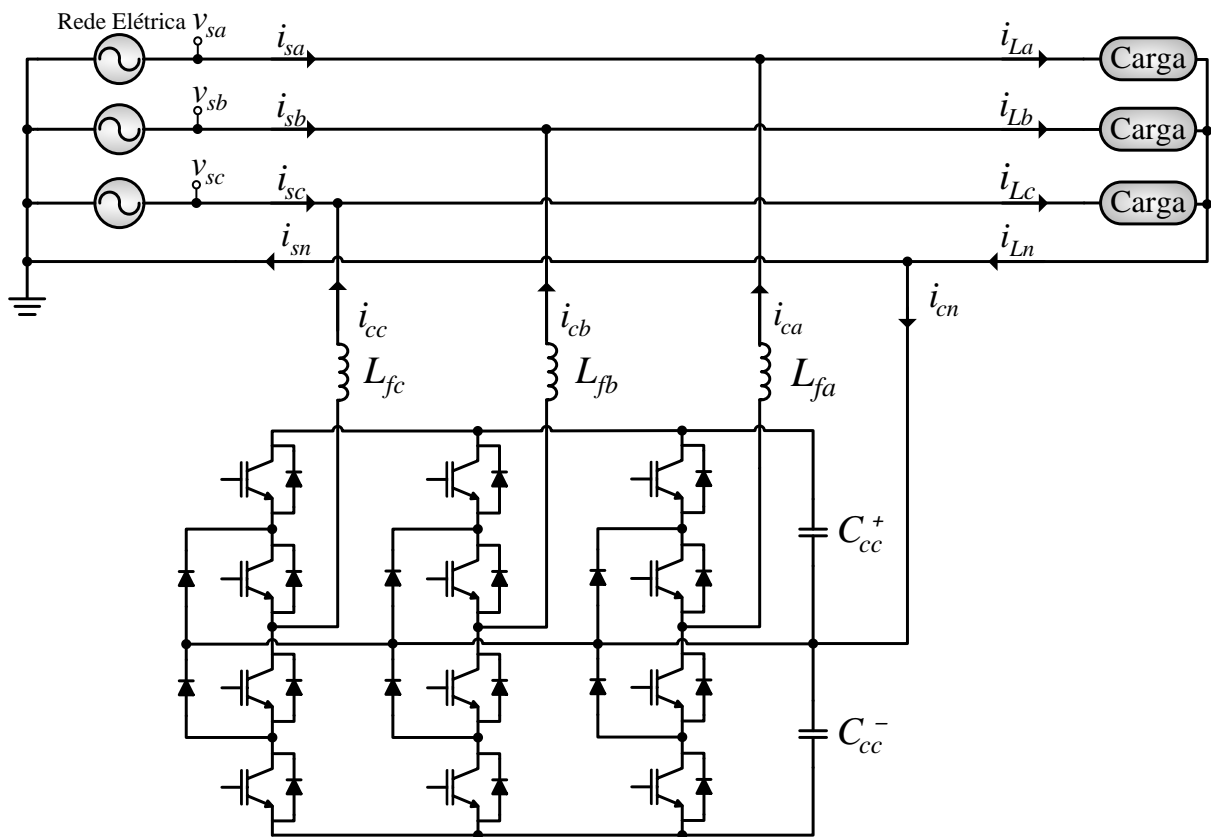 Rede Elétrica
v_sa
i_sa
i_La
Carga
v_sb
i_sb
i_Lb
Carga
v_sc
i_sc
i_Lc
Carga
i_sn
i_Ln
i_cc
i_cb
i_ca
i_cn
L_fc
L_fb
L_fa
C_cc^+
C_cc^−